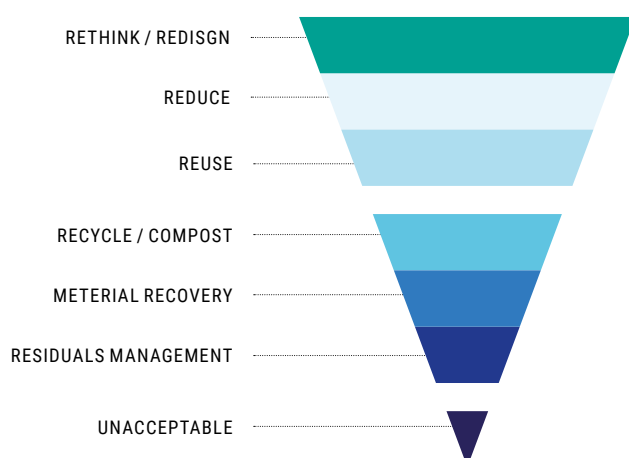 RETHINK / REDISGN
REDUCE
REUSE
RECYCLE / COMPOST
METERIAL RECOVERY
RESIDUALS MANAGEMENT
UNACCEPTABLE